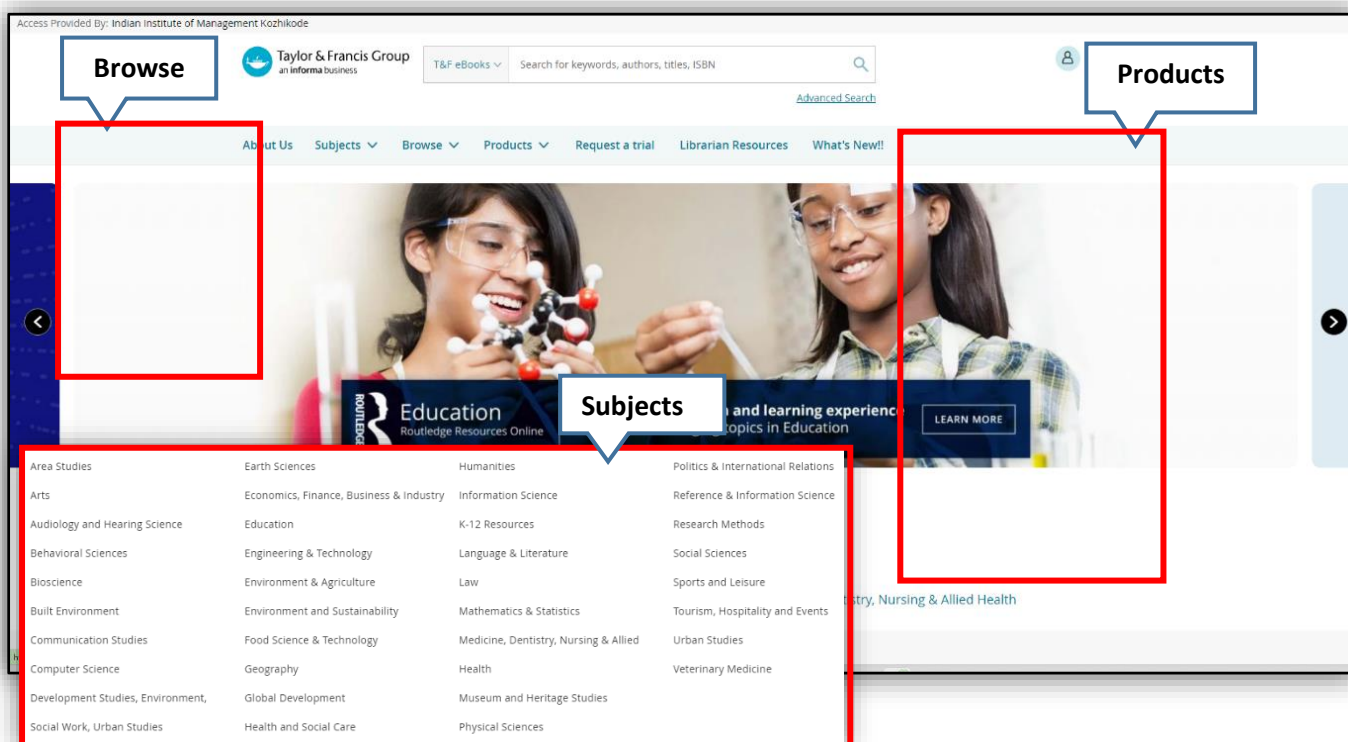 Access Provided By: Indian Institute of Management Kozhikode
Browse
Taylor & Francis Group
an informa business
T&F eBooks
Search for keywords, authors, titles, ISBN
Advanced Search
Products
About Us Subjects Browse Products Request a trial Librarian Resources What's New!!
ROUTLEDGE
Education
Routledge Resources Online
Subjects
and learning experience
topics in Education
LEARN MORE
Area Studies Earth Sciences Humanities Politics & International Relations
Arts Economics, Finance, Business & Industry Information Science Reference & Information Science
Audiology and Hearing Science Education K-12 Resources Research Methods
Behavioral Sciences Engineering & Technology Language & Literature Social Sciences
Bioscience Environment & Agriculture Law Sports and Leisure
Built Environment Environment and Sustainability Mathematics & Statistics Tourism, Hospitality and Events
Nursing & Allied Health
Communication Studies Food Science & Technology Medicine, Dentistry, Nursing & Allied Urban Studies
Computer Science Geography Health Veterinary Medicine
Development Studies, Environment, Global Development Museum and Heritage Studies
Social Work, Urban Studies Health and Social Care Physical Sciences